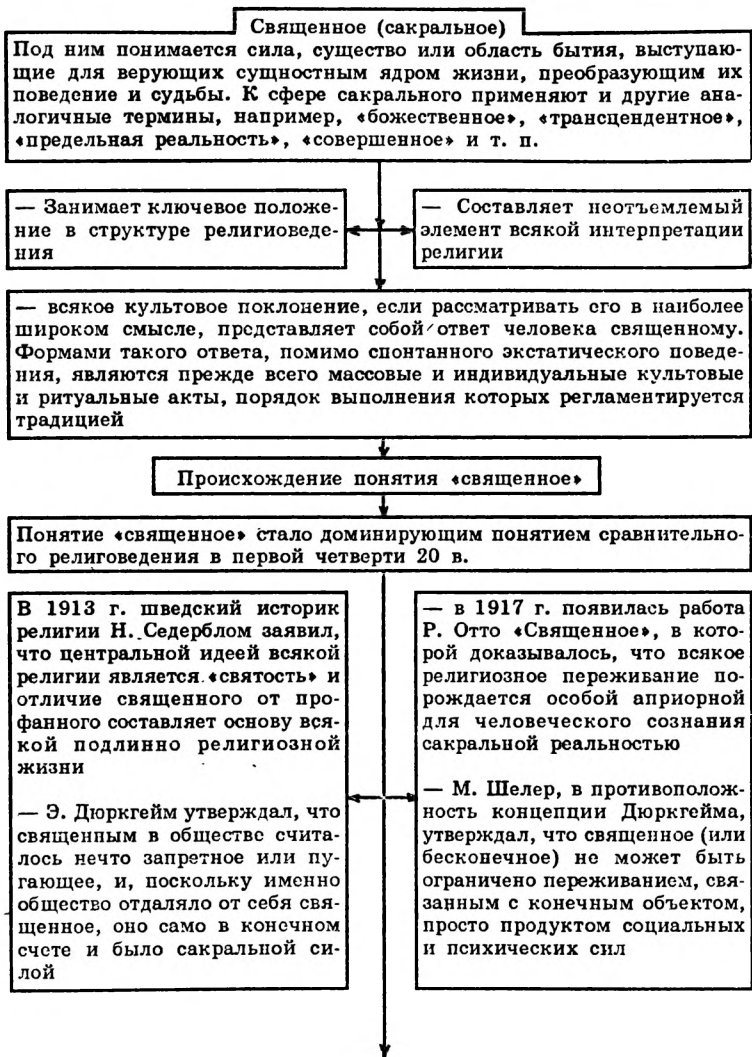 Священное (сакральное)
Под ним понимается сила, существо или область бытия, выступаю-
щие для верующих сущностным ядром жизни, преобразующим их
поведение и судьбы. К сфере сакрального применяют и другие ана-
логичные термины, например, «божественное», «трансцендентное»,
«предельная реальность», «совершенное» и т. п.
— Занимает ключевое положе-
ние в структуре религиоведе-
ния
— Составляет неотъемлемый
элемент всякой интерпретации
религии
— всякое культовое поклонение, если рассматривать его в наиболее
широком смысле, представляет собой ответ человека священному.
Формами такого ответа, помимо спонтанного экстатического поведе-
ния, являются прежде всего массовые и индивидуальные культовые
и ритуальные акты, порядок выполнения которых регламентируется
традицией
Происхождение понятия «священное»
Понятие «священное» стало доминирующим понятием сравнительно-
го религоведения в первой четверти 20 в.
В 1913 г. шведский историк
религии Н. Седерблом заявил,
что центральной идеей всякой
религии является «святость» и
отличие священного от про-
фанного составляет основу вся-
кой подлинно религиозной
жизни
— Э. Дюркгейм утверждал, что
священным в обществе счита-
лось нечто запретное или пу-
гающее, и, поскольку именно
общество отдаляло от себя свя-
щенное, оно само в конечном
счете и было сакральной си-
лой
— в 1917 г. появилась работа
Р. Отто «Священное», в кото-
рой доказывалось, что всякое
религиозное переживание по-
рождается особой априорной
для человеческого сознания
сакральной реальностью
— М. Шелер, в противополож-
ность концепции Дюркгейма,
утверждал, что священное (или
бесконечное) не может быть
ограничено переживанием, свя-
занным с конечным объектом,
просто продуктом социальных
и психических сил